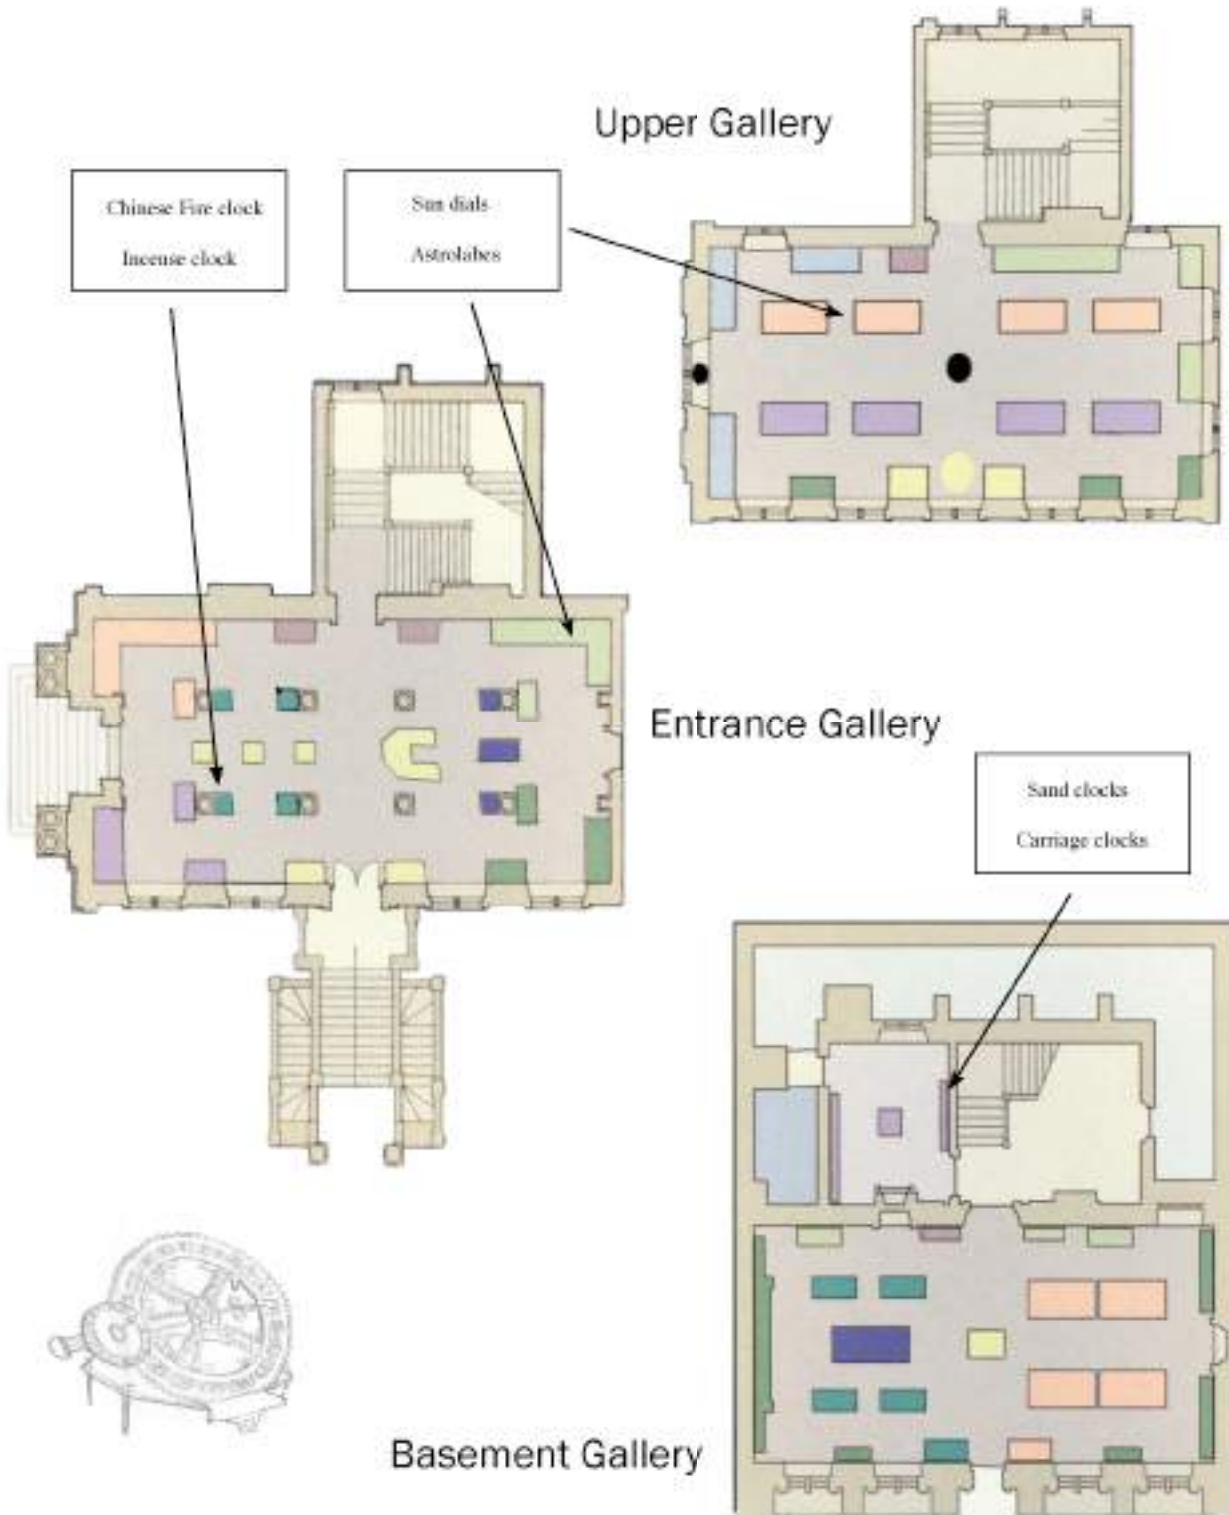 Upper Gallery
Chinese Fire clock
Incense clock
Sun dials
Astrolabes
Entrance Gallery
Sand clocks
Carriage clocks
Basement Gallery